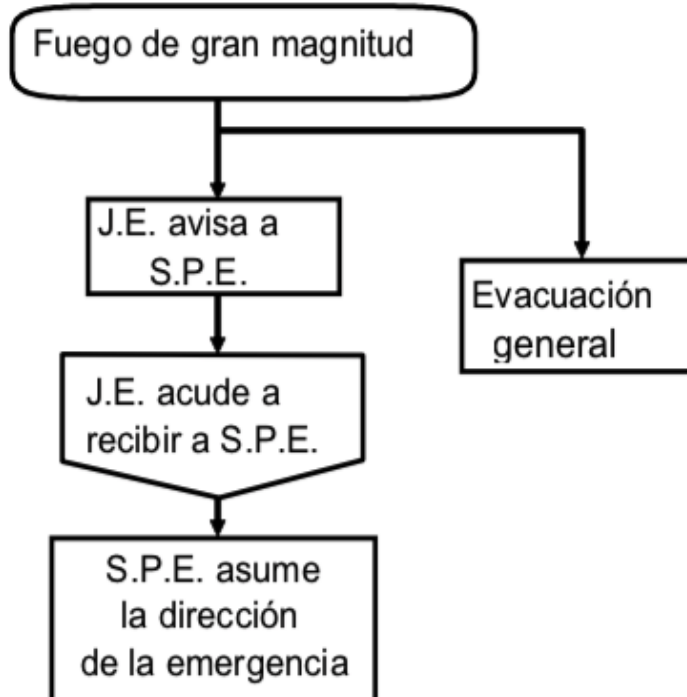 Fuego de gran magnitud
J.E. avisa a
S.P.E.
Evacuación
general
J.E. acude a
recibir a S.P.E.
S.P.E. asume
la dirección
de la emergencia